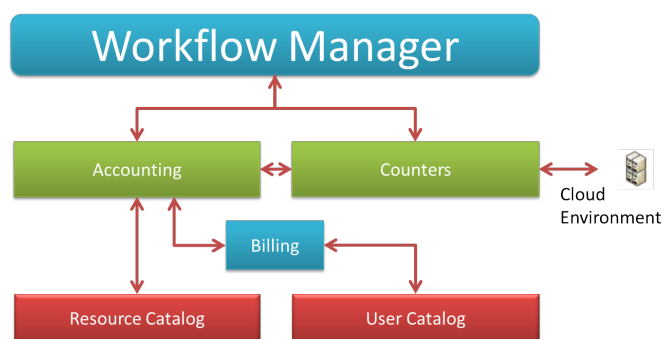 Workflow Manager
Accounting
Counters
Cloud
Environment
Billing
Resource Catalog
User Catalog